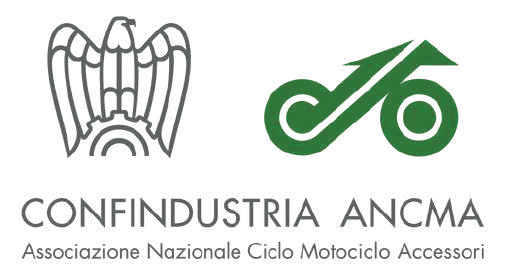 CONFINDUSTRIA ANCMA
Associazione Nazionale Ciclo Motociclo Accessori